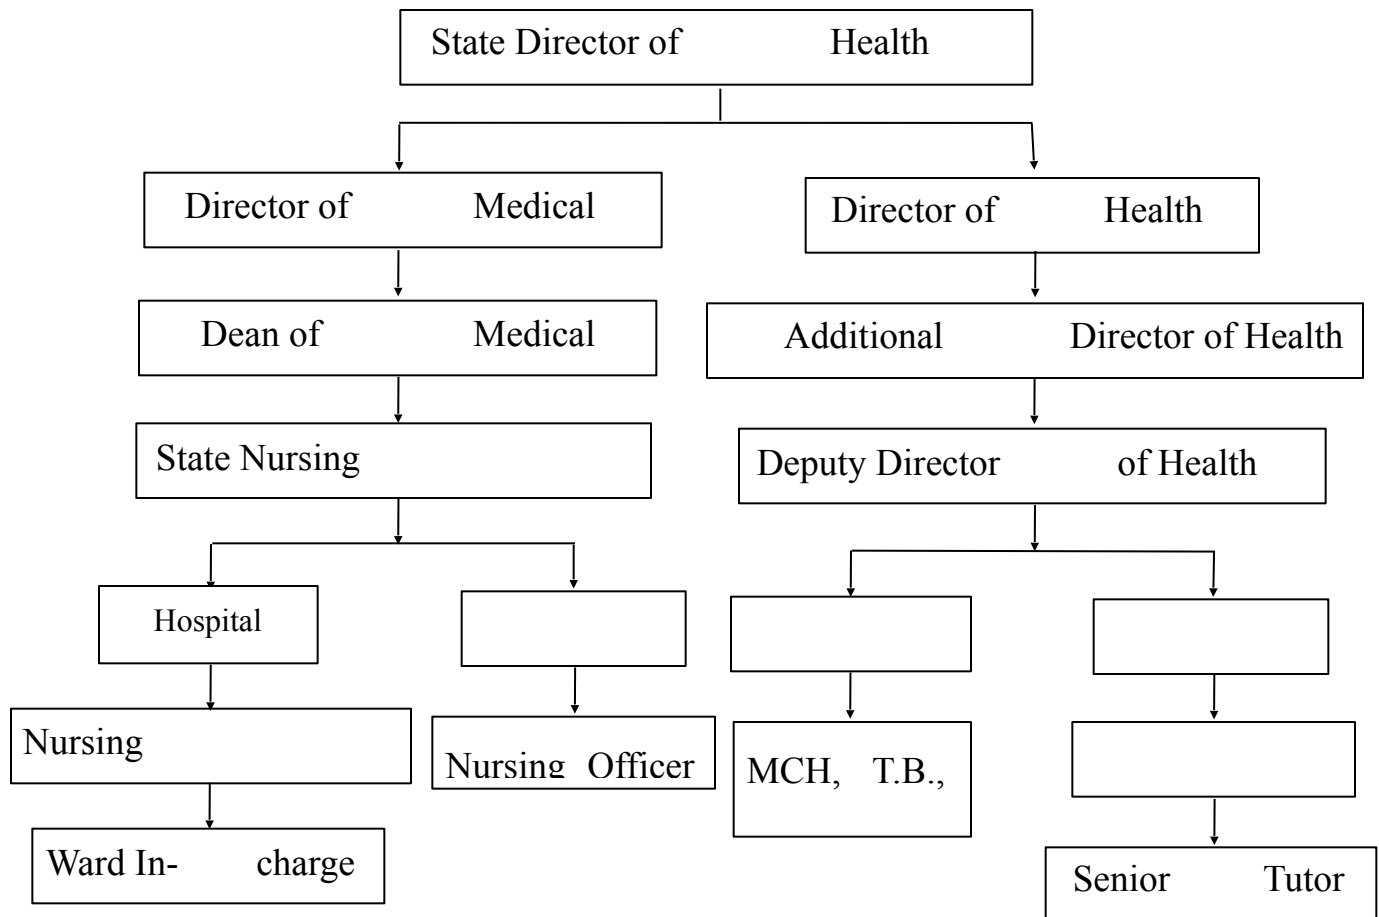 State Director of Health
Director of Medical
Director of Health
Dean of Medical
Additional Director of Health
State Nursing
Deputy Director of Health
Hospital
Nursing
Nursing Officer
MCH, T.B.,
Ward In- charge
Senior Tutor